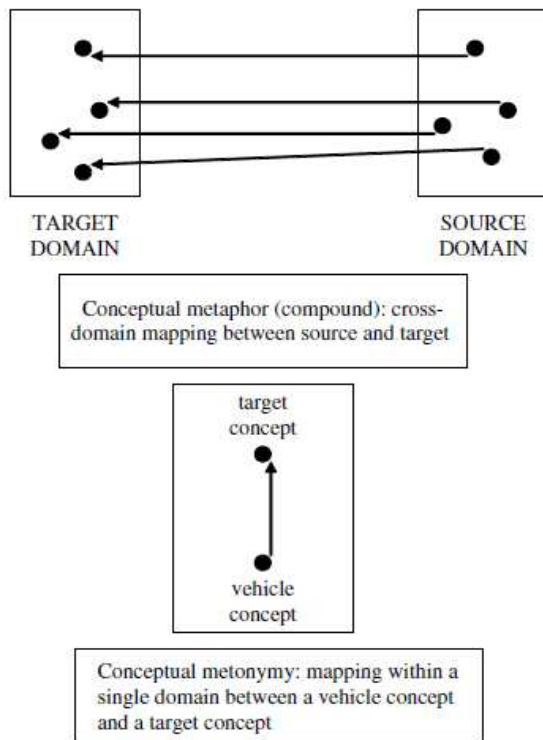 TARGET
DOMAIN
SOURCE
DOMAIN
Conceptual metaphor (compound): cross-
domain mapping between source and target
target
concept
vehicle
concept
Conceptual metonymy: mapping within a
single domain between a vehicle concept
and a target concept